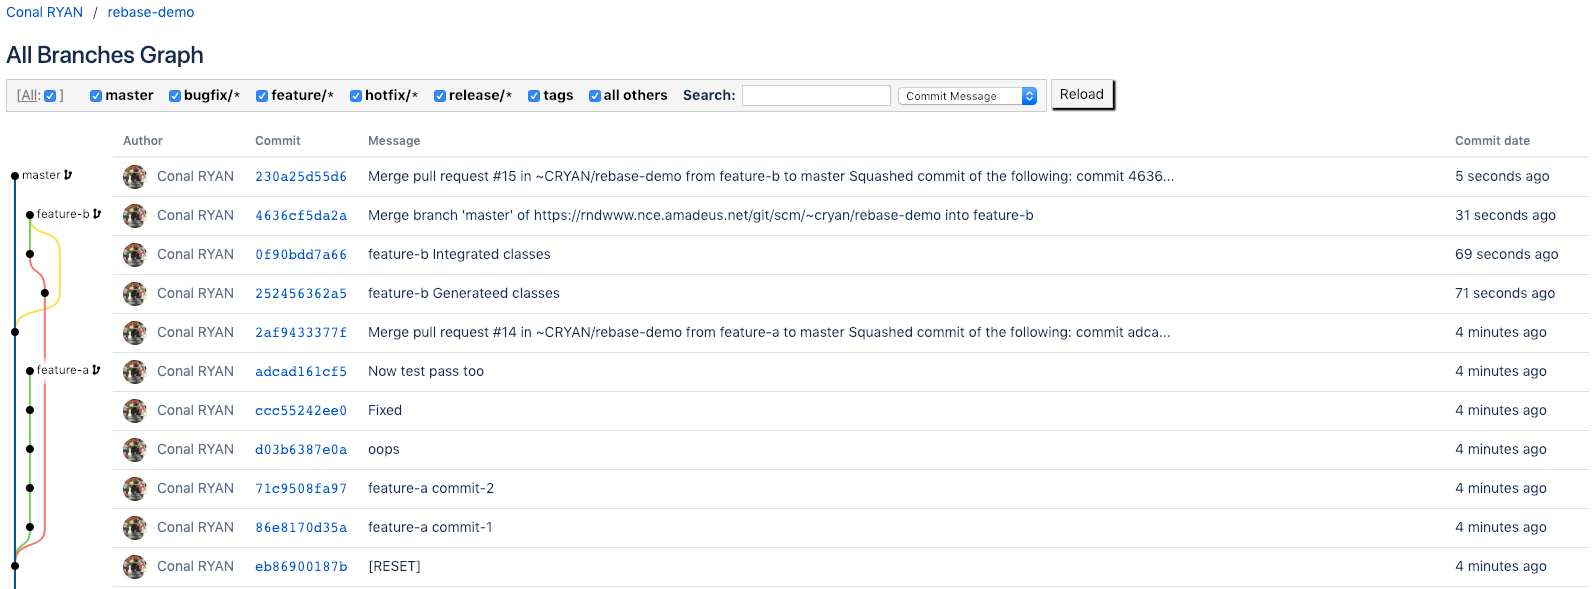 Conal RYAN / rebase-demo
All Branches Graph
[All: ] master bugfix/* feature/* hotfix/* release/* tags all others Search: Commit Message Reload
Author Commit Message Commit date
master Conal RYAN 230a25d55d6 Merge pull request #15 in ~CRYAN/rebase-demo from feature-b to master Squashed commit of the following: commit 4636... 5 seconds ago
feature-b Conal RYAN 4636cf5da2a Merge branch 'master' of https://rndwww.nce.amadeus.net/git/scm/~cryan/rebase-demo into feature-b 31 seconds ago
Conal RYAN 0f90bdd7a66 feature-b Integrated classes 69 seconds ago
Conal RYAN 252456362a5 feature-b Generateed classes 71 seconds ago
Conal RYAN 2af9433377f Merge pull request #14 in ~CRYAN/rebase-demo from feature-a to master Squashed commit of the following: commit adca... 4 minutes ago
feature-a Conal RYAN adcad161cf5 Now test pass too 4 minutes ago
Conal RYAN ccc55242ee0 Fixed 4 minutes ago
Conal RYAN d03b6387e0a oops 4 minutes ago
Conal RYAN 71c9508fa97 feature-a commit-2 4 minutes ago
Conal RYAN 86e8170d35a feature-a commit-1 4 minutes ago
Conal RYAN eb86900187b [RESET] 4 minutes ago